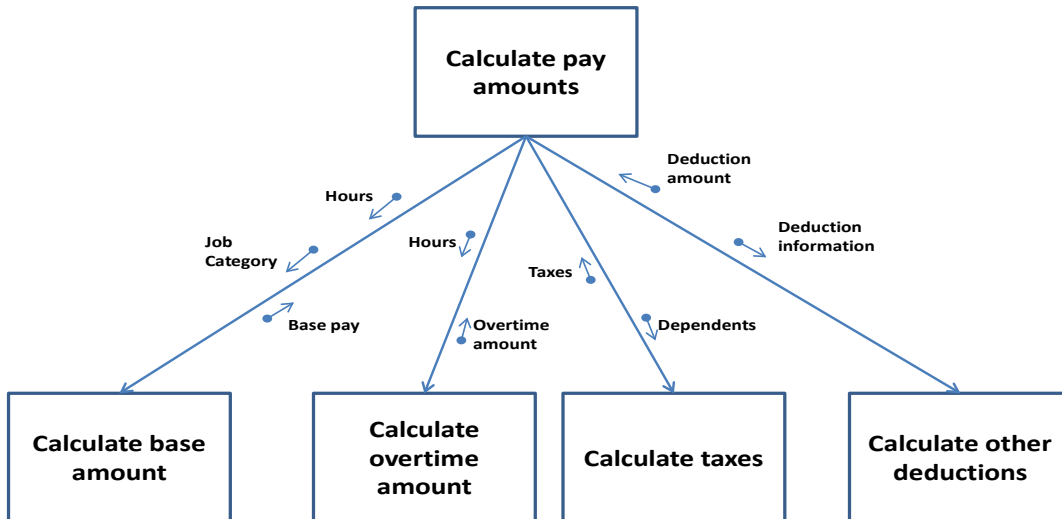 Calculate pay
amounts
Deduction
amount
Hours
Job
Category
Hours
Deduction
information
Taxes
Base pay
Overtime
amount
Dependents
Calculate base
amount
Calculate
overtime
amount
Calculate taxes
Calculate other
deductions